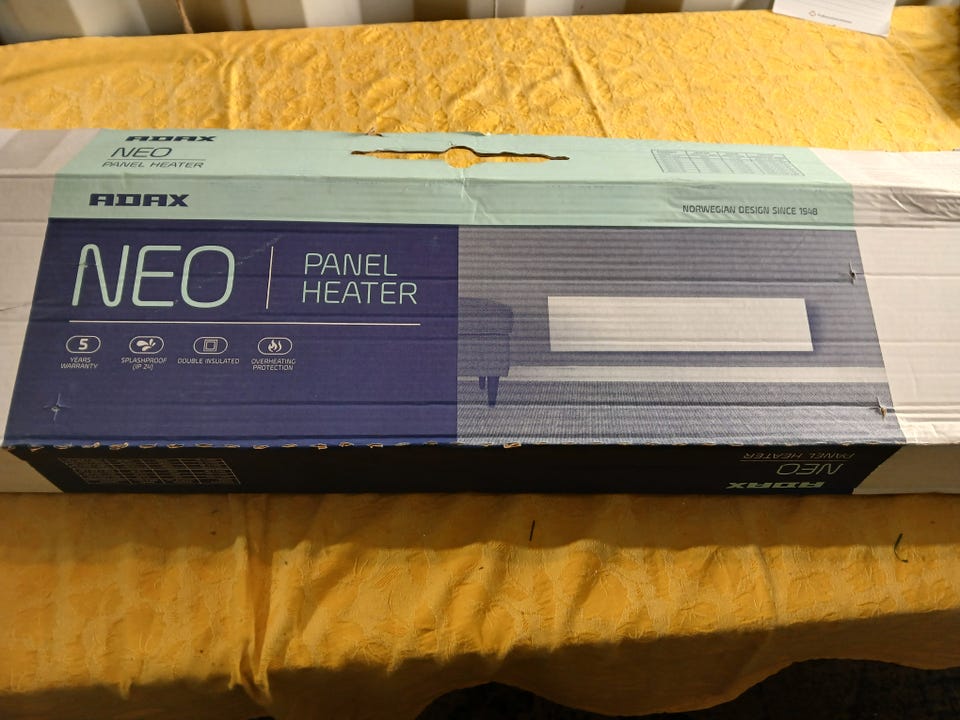 ADAX
NEO
PANEL HEATER
ADAX
NORWEGIAN DESIGN SINCE 1948
NEO
PANEL
HEATER
5
YEARS
WARRANTY
SPLASHPROOF
(IP 24)
DOUBLE INSULATED
OVERHEATING
PROTECTION
PANEL HEATER
NEO
ADAX